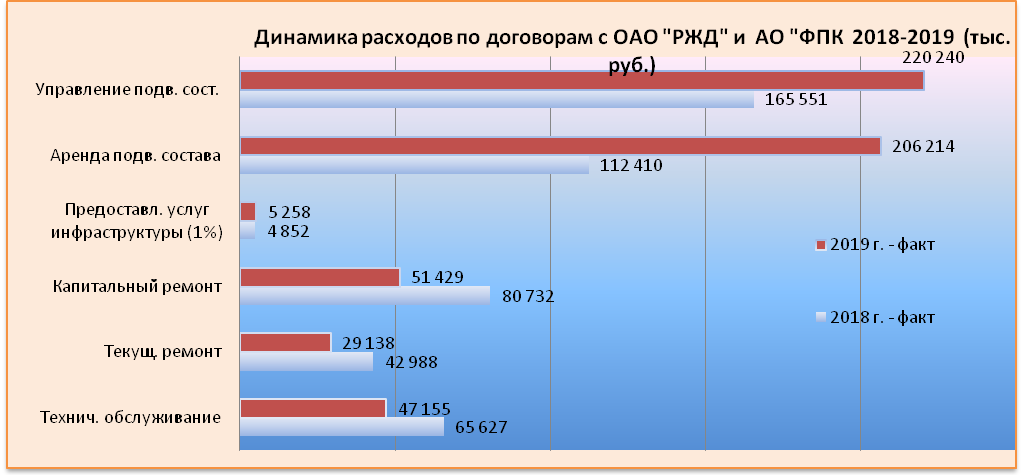 Динамика расходов по договорам с ОАО "РЖД" и АО "ФПК 2018-2019 (тыс.
руб.)
220 240
Управление подв. сост.
165 551
Аренда подв. состава
206 214
112 410
Предоставл. услуг
инфраструктуры (1%)
5 258
4 852
2019 г. - факт
Капитальный ремонт
51 429
80 732
2018 г. - факт
Текущ. ремонт
29 138
42 988
Технич. обслуживание
47 155
65 627